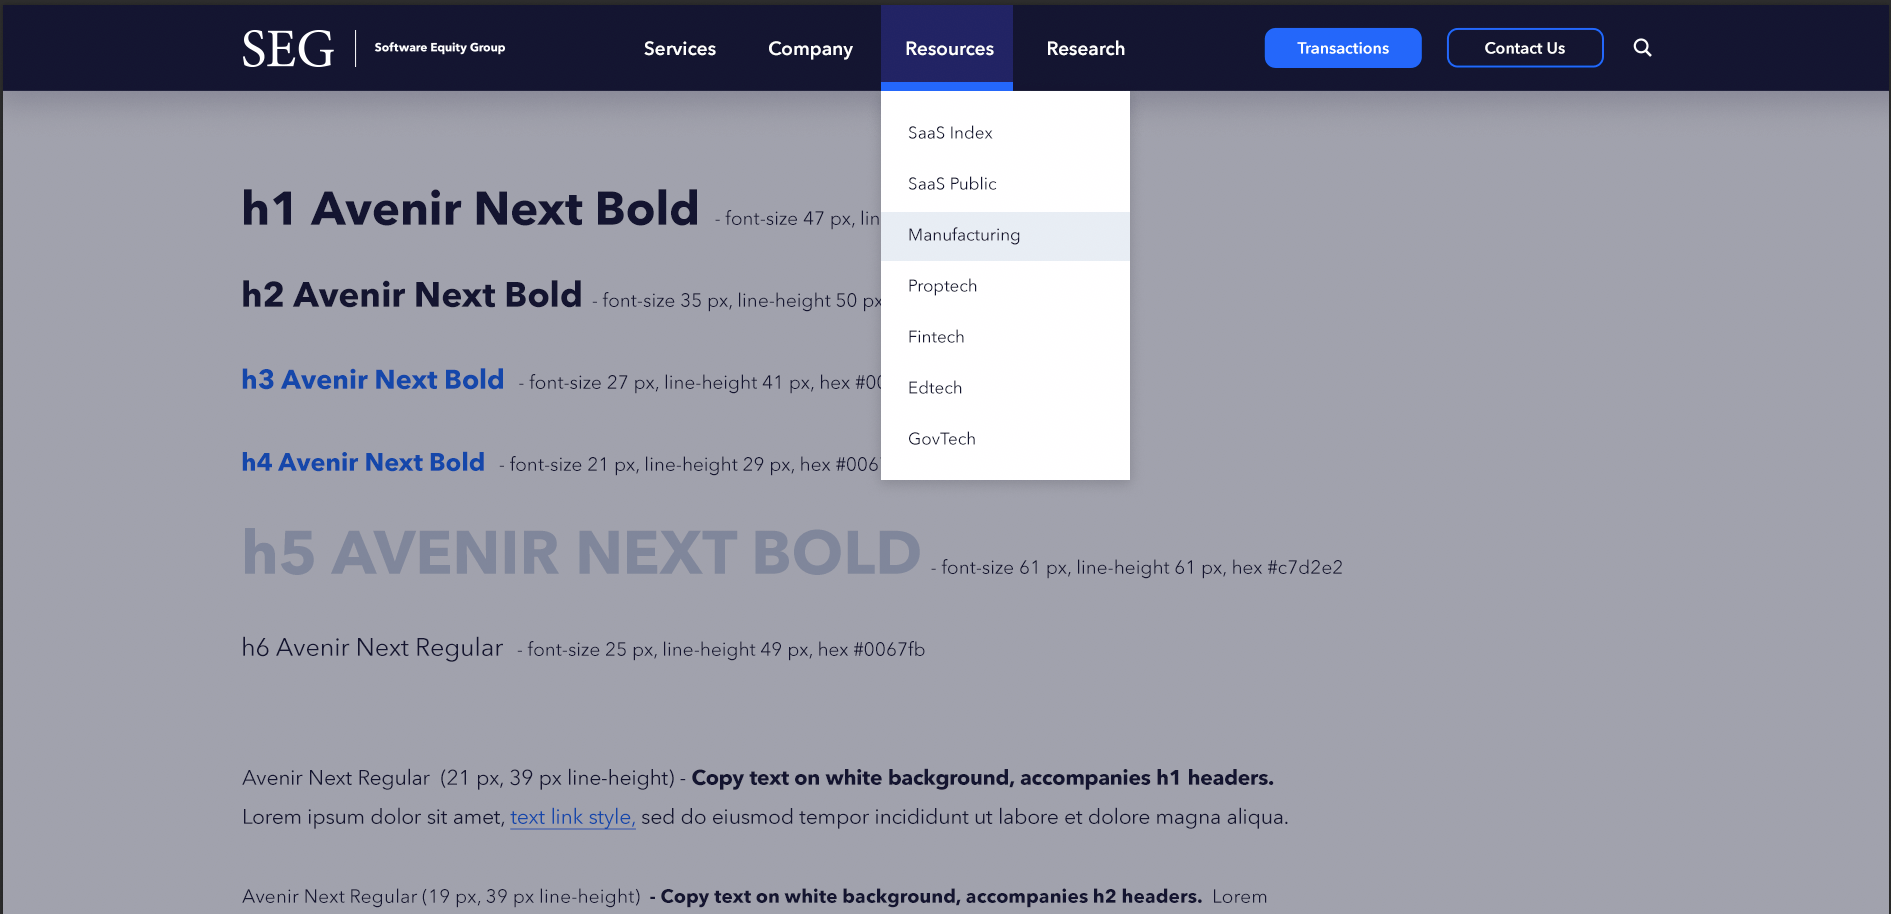 SEG Software Equity Group Services Company Resources Research Transactions Contact Us
SaaS Index
SaaS Public
Manufacturing
Proptech
Fintech
Edtech
GovTech
h1 Avenir Next Bold - font-size 47 px, lin
h2 Avenir Next Bold - font-size 35 px, line-height 50 px
h3 Avenir Next Bold - font-size 27 px, line-height 41 px, hex #00
h4 Avenir Next Bold - font-size 21 px, line-height 29 px, hex #006
h5 AVENIR NEXT BOLD - font-size 61 px, line-height 61 px, hex #c7d2e2
h6 Avenir Next Regular - font-size 25 px, line-height 49 px, hex #0067fb
Avenir Next Regular (21 px, 39 px line-height) - Copy text on white background, accompanies h1 headers.
Lorem ipsum dolor sit amet, text link style, sed do eiusmod tempor incididunt ut labore et dolore magna aliqua.
Avenir Next Regular (19 px, 39 px line-height) - Copy text on white background, accompanies h2 headers. Lorem